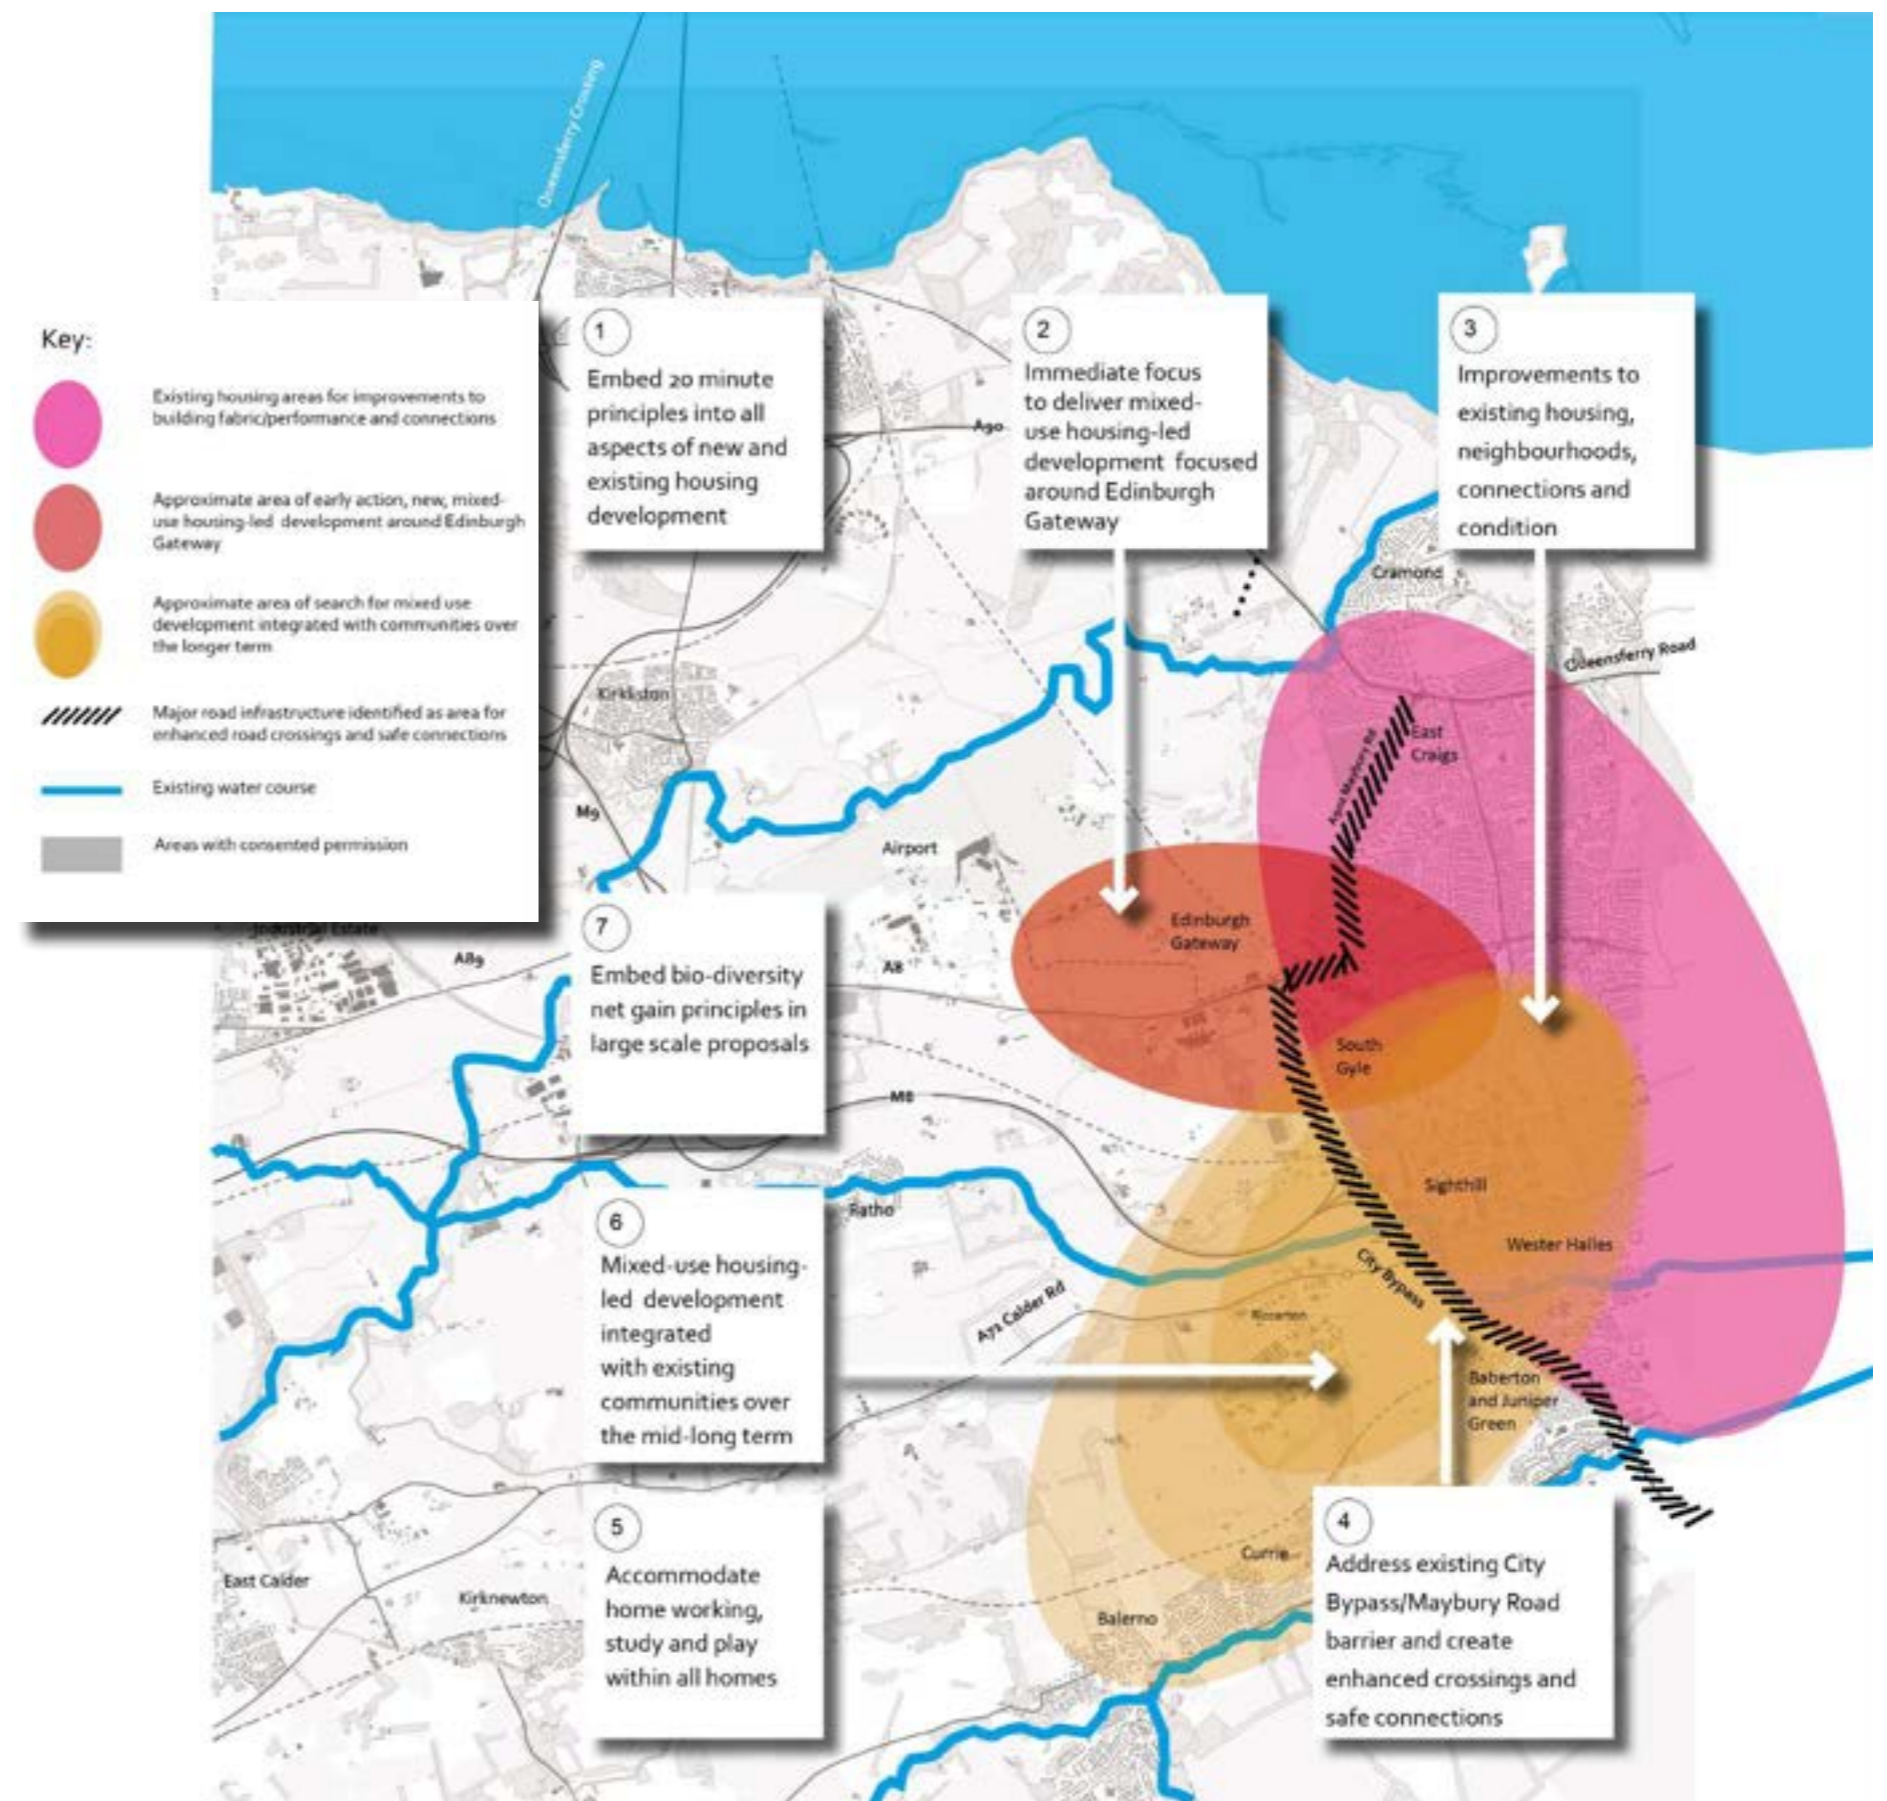 Queensferry Crossing
Key:
Existing housing areas for improvements to
building fabric/performance and connections
Approximate area of early action, new, mixed-
use housing-led development around Edinburgh
Gateway
Approximate area of search for mixed use
development integrated with communities over
the longer term
Major road infrastructure identified as area for
enhanced road crossings and safe connections
Existing water course
Areas with consented permission
1
Embed 20 minute
principles into all
aspects of new and
existing housing
development
2
Immediate focus
to deliver mixed-
use housing-led
development focused
around Edinburgh
Gateway
3
Improvements to
existing housing,
neighbourhoods,
connections and
condition
A90
Cramond
Queensferry Road
Kirkliston
East
Craigs
Maybury Rd
M9
Airport
Edinburgh
Gateway
Industrial Estate
A89
A8
7
Embed bio-diversity
net gain principles in
large scale proposals
South
Gyle
M8
Sighthill
Ratho
Wester Hailes
City Bypass
A71 Calder Rd
Riccarton
6
Mixed-use housing-
led development
integrated
with existing
communities over
the mid-long term
Baberton
and Juniper
Green
5
Accommodate
home working,
study and play
within all homes
4
Address existing City
Bypass/Maybury Road
barrier and create
enhanced crossings and
safe connections
Currie
Balerno
East Calder
Kirknewton